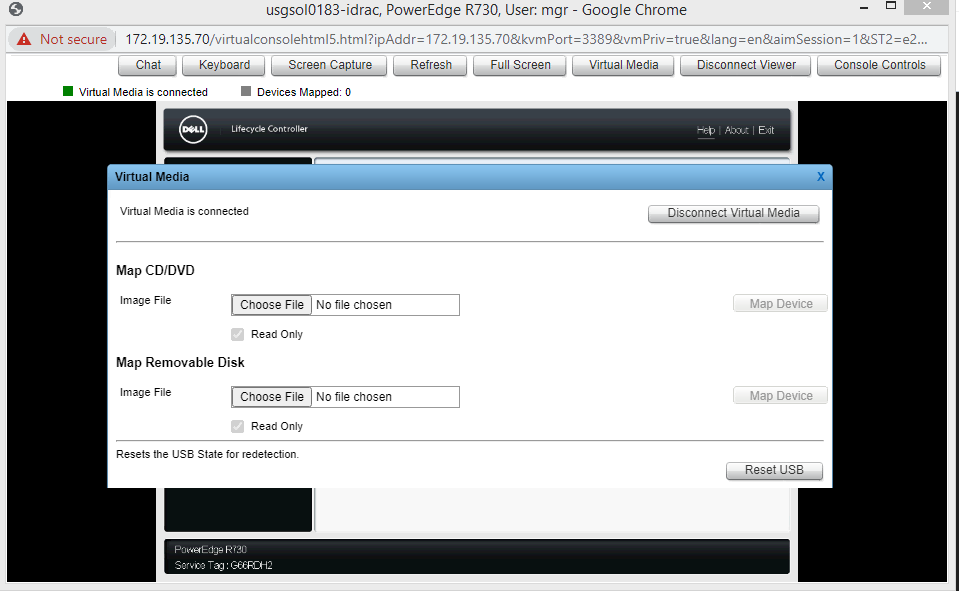 usgsol0183-idrac, PowerEdge R730, User: mgr - Google Chrome
Not secure 172.19.135.70/virtualconsolehtml5.html?ipAddr=172.19.135.70&kvmPort=3389&vmPriv=true&lang=en&aimSession=1&ST2=e2...
Chat Keyboard Screen Capture Refresh Full Screen Virtual Media Disconnect Viewer Console Controls
Virtual Media is connected Devices Mapped: 0
DELL Lifecycle Controller Help | About | Exit
Virtual Media X
Virtual Media is connected Disconnect Virtual Media
Map CD/DVD
Image File Choose File No file chosen Map Device
Read Only
Map Removable Disk
Image File Choose File No file chosen Map Device
Read Only
Resets the USB State for redetection.
Reset USB
PowerEdge R730
Service Tag : G66RDH2